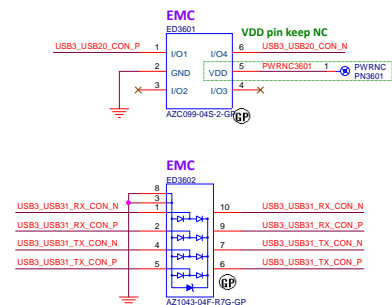 EMC
ED3601
VDD pin keep NC
USB3_USB20_CON_P 1 I/O1 I/O4 6 USB3_USB20_CON_N
2 GND VDD 5 PWRNC3601 1 PWRNC
PN3601
3 I/O2 I/O3 4
AZC099-04S-2-GP
GP
EMC
ED3602
8
3
USB3_USB31_RX_CON_N 1 10 USB3_USB31_RX_CON_N
USB3_USB31_RX_CON_P 2 9 USB3_USB31_RX_CON_P
USB3_USB31_TX_CON_N 4 7 USB3_USB31_TX_CON_N
USB3_USB31_TX_CON_P 5 6 USB3_USB31_TX_CON_P
GP
AZ1043-04F-R7G-GP